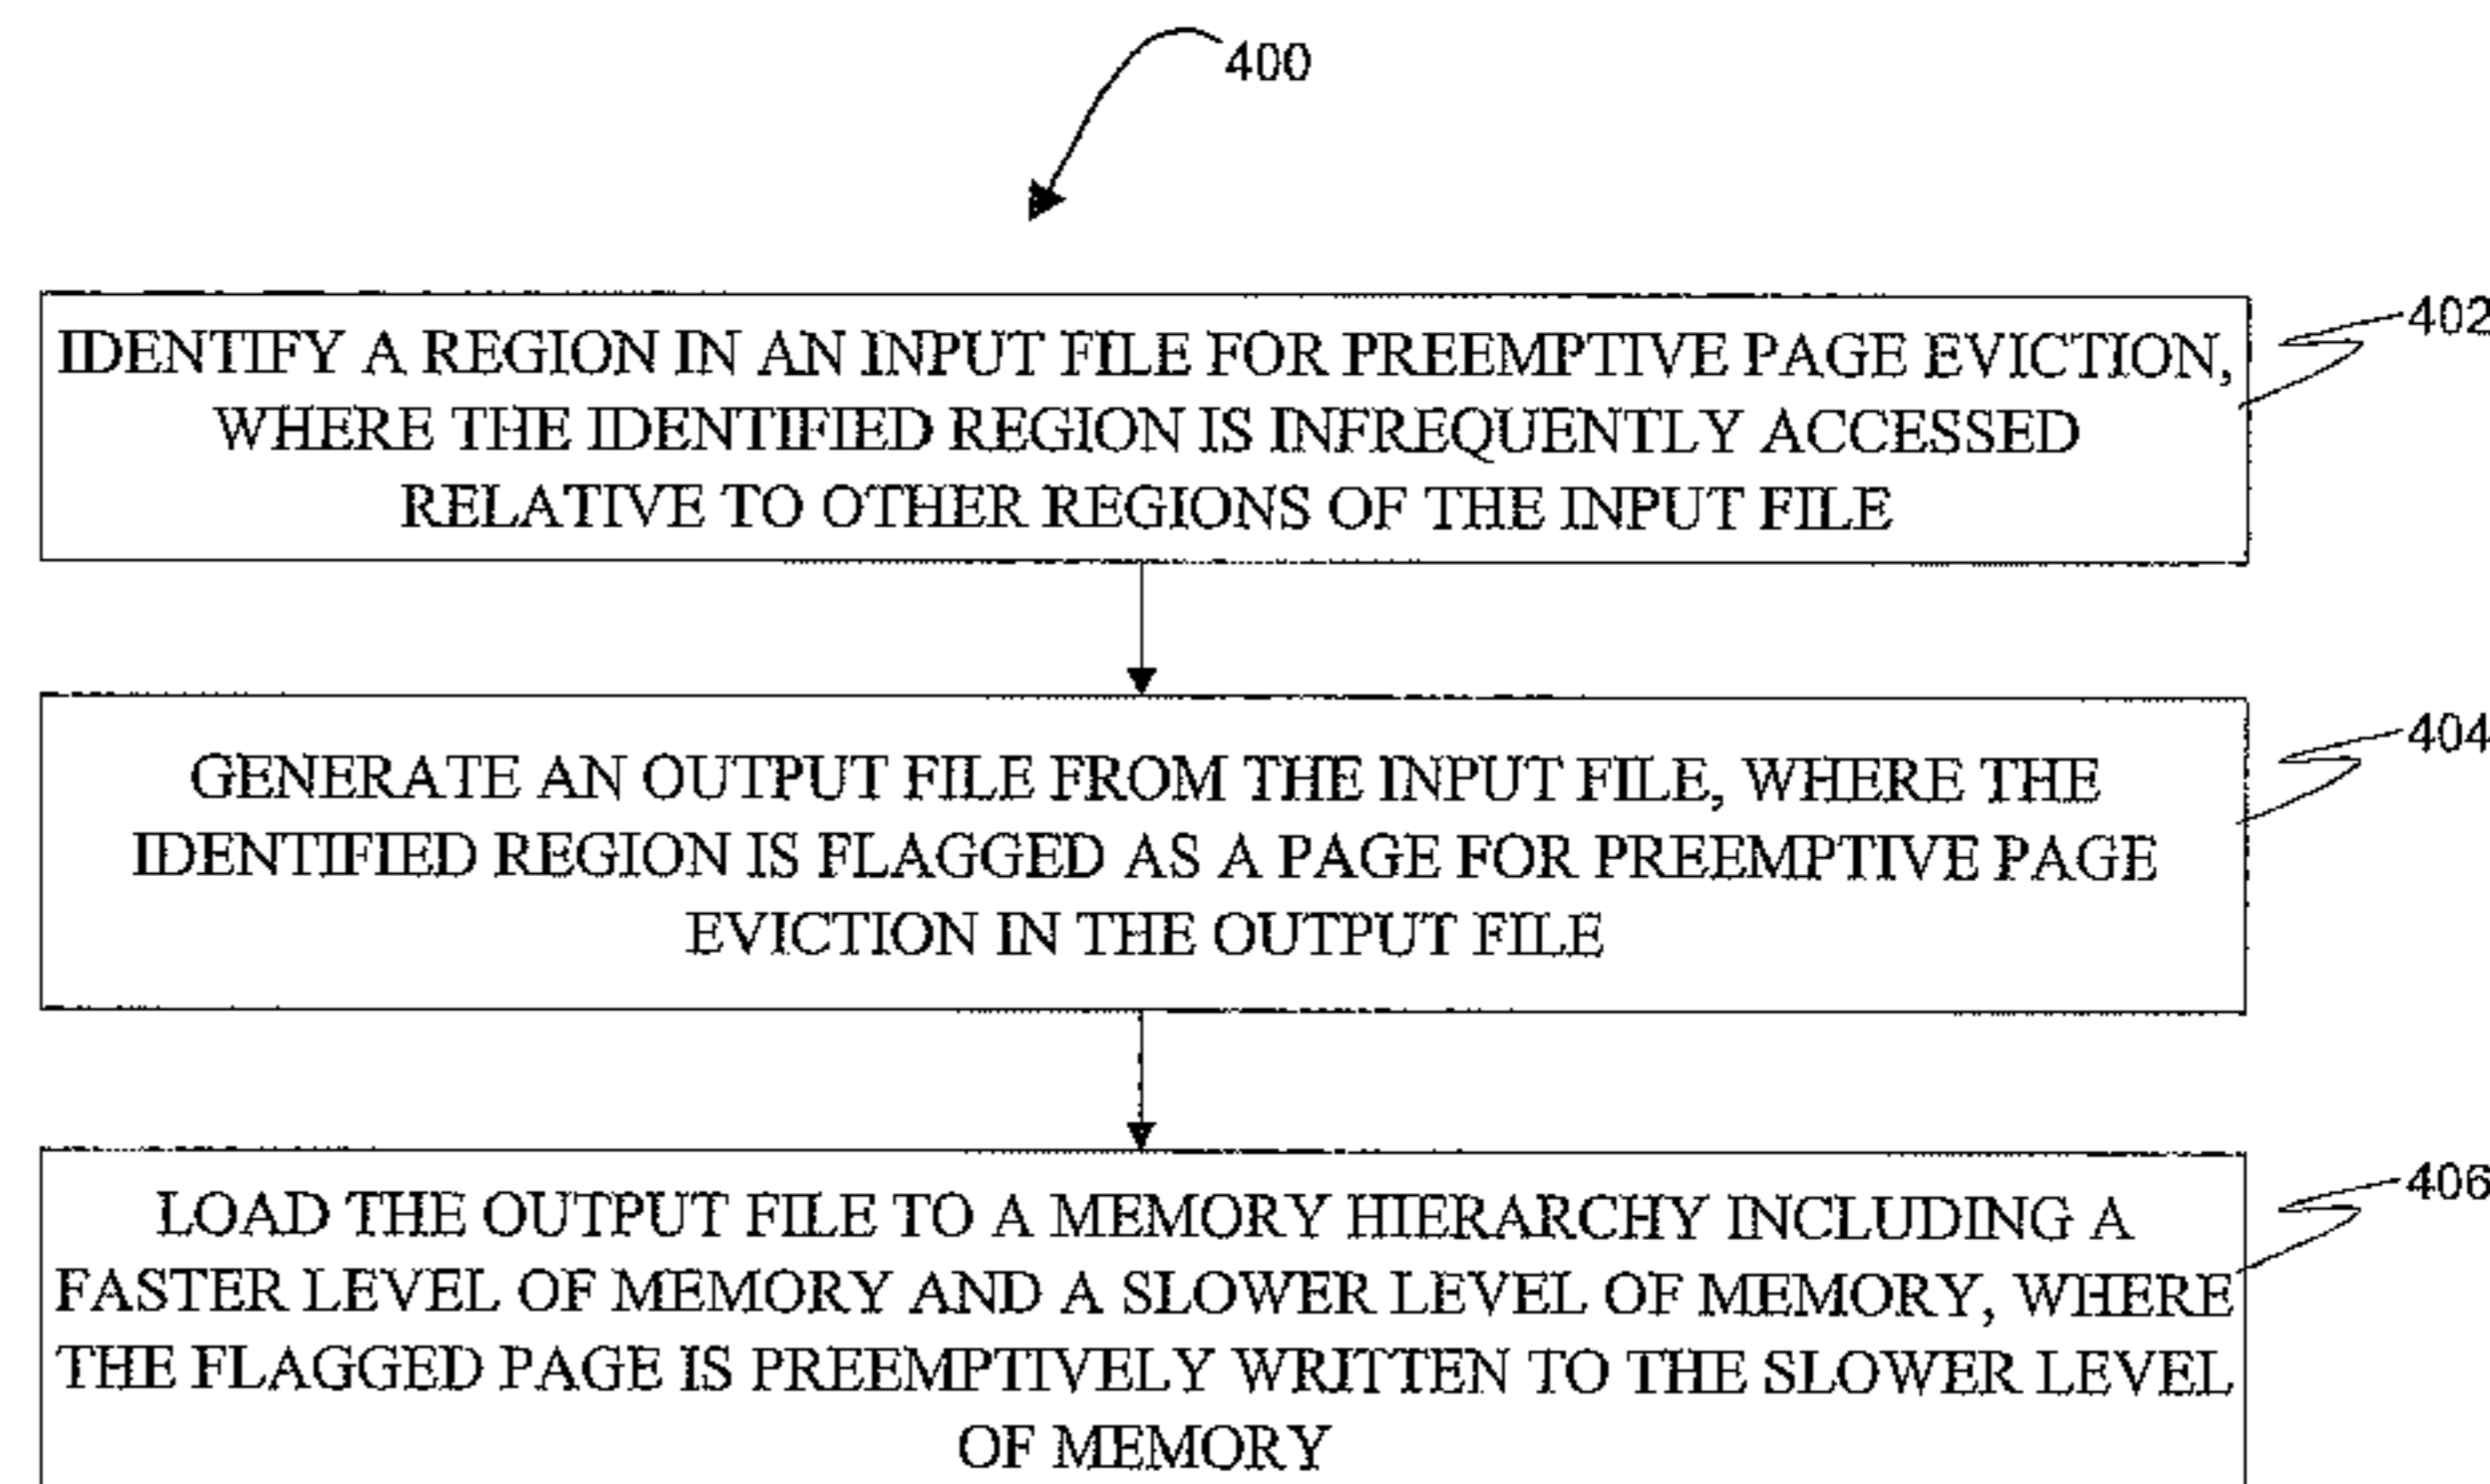 400
IDENTIFY A REGION IN AN INPUT FILE FOR PREEMPTIVE PAGE EVICTION,
WHERE THE IDENTIFIED REGION IS INFREQUENTLY ACCESSED
RELATIVE TO OTHER REGIONS OF THE INPUT FILE
402
GENERATE AN OUTPUT FILE FROM THE INPUT FILE, WHERE THE
IDENTIFIED REGION IS FLAGGED AS A PAGE FOR PREEMPTIVE PAGE
EVICTION IN THE OUTPUT FILE
404
LOAD THE OUTPUT FILE TO A MEMORY HIERARCHY INCLUDING A
FASTER LEVEL OF MEMORY AND A SLOWER LEVEL OF MEMORY, WHERE
THE FLAGGED PAGE IS PREEMPTIVELY WRITTEN TO THE SLOWER LEVEL
OF MEMORY
406